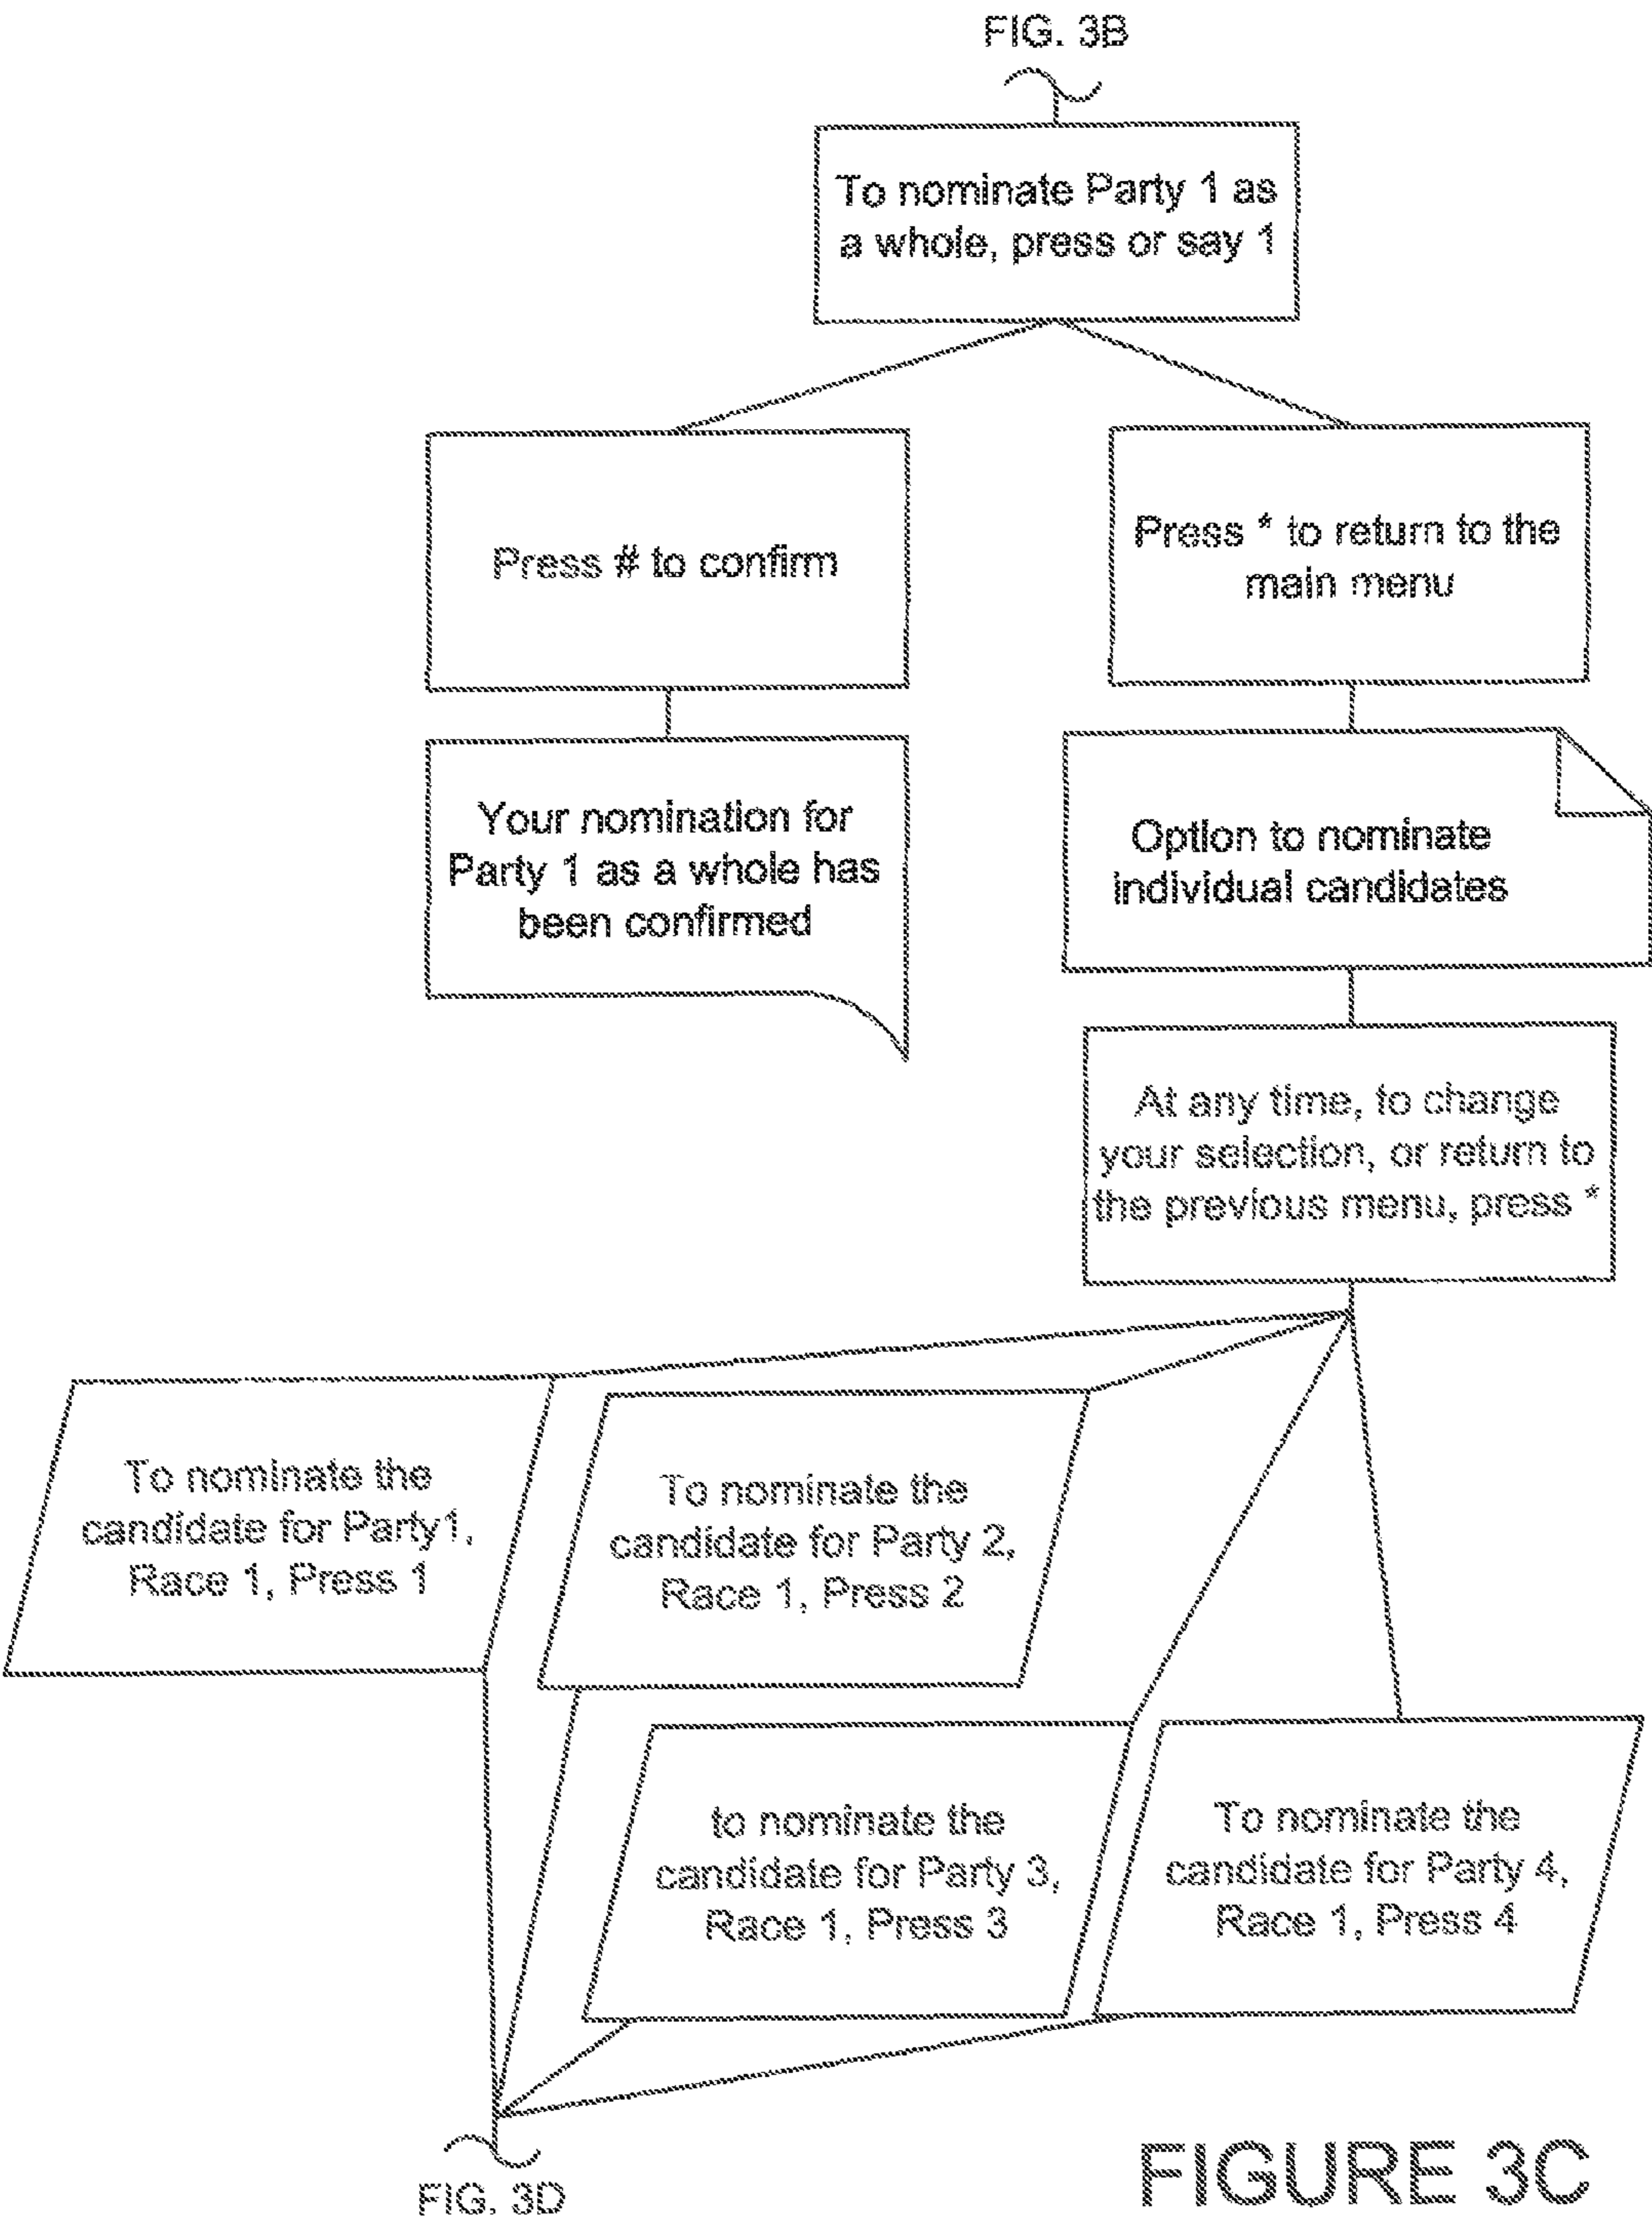 FIG. 3B
To nominate Party 1 as
a whole, press or say 1
Press # to confirm
Press * to return to the
main menu
Your nomination for
Party 1 as a whole has
been confirmed
Option to nominate
individual candidates
At any time, to change
your selection, or return to
the previous menu, press *
To nominate the
candidate for Party1,
Race 1, Press 1
To nominate the
candidate for Party 2,
Race 1, Press 2
to nominate the
candidate for Party 3,
Race 1, Press 3
To nominate the
candidate for Party 4,
Race 1, Press 4
FIG. 3D
FIGURE 3C